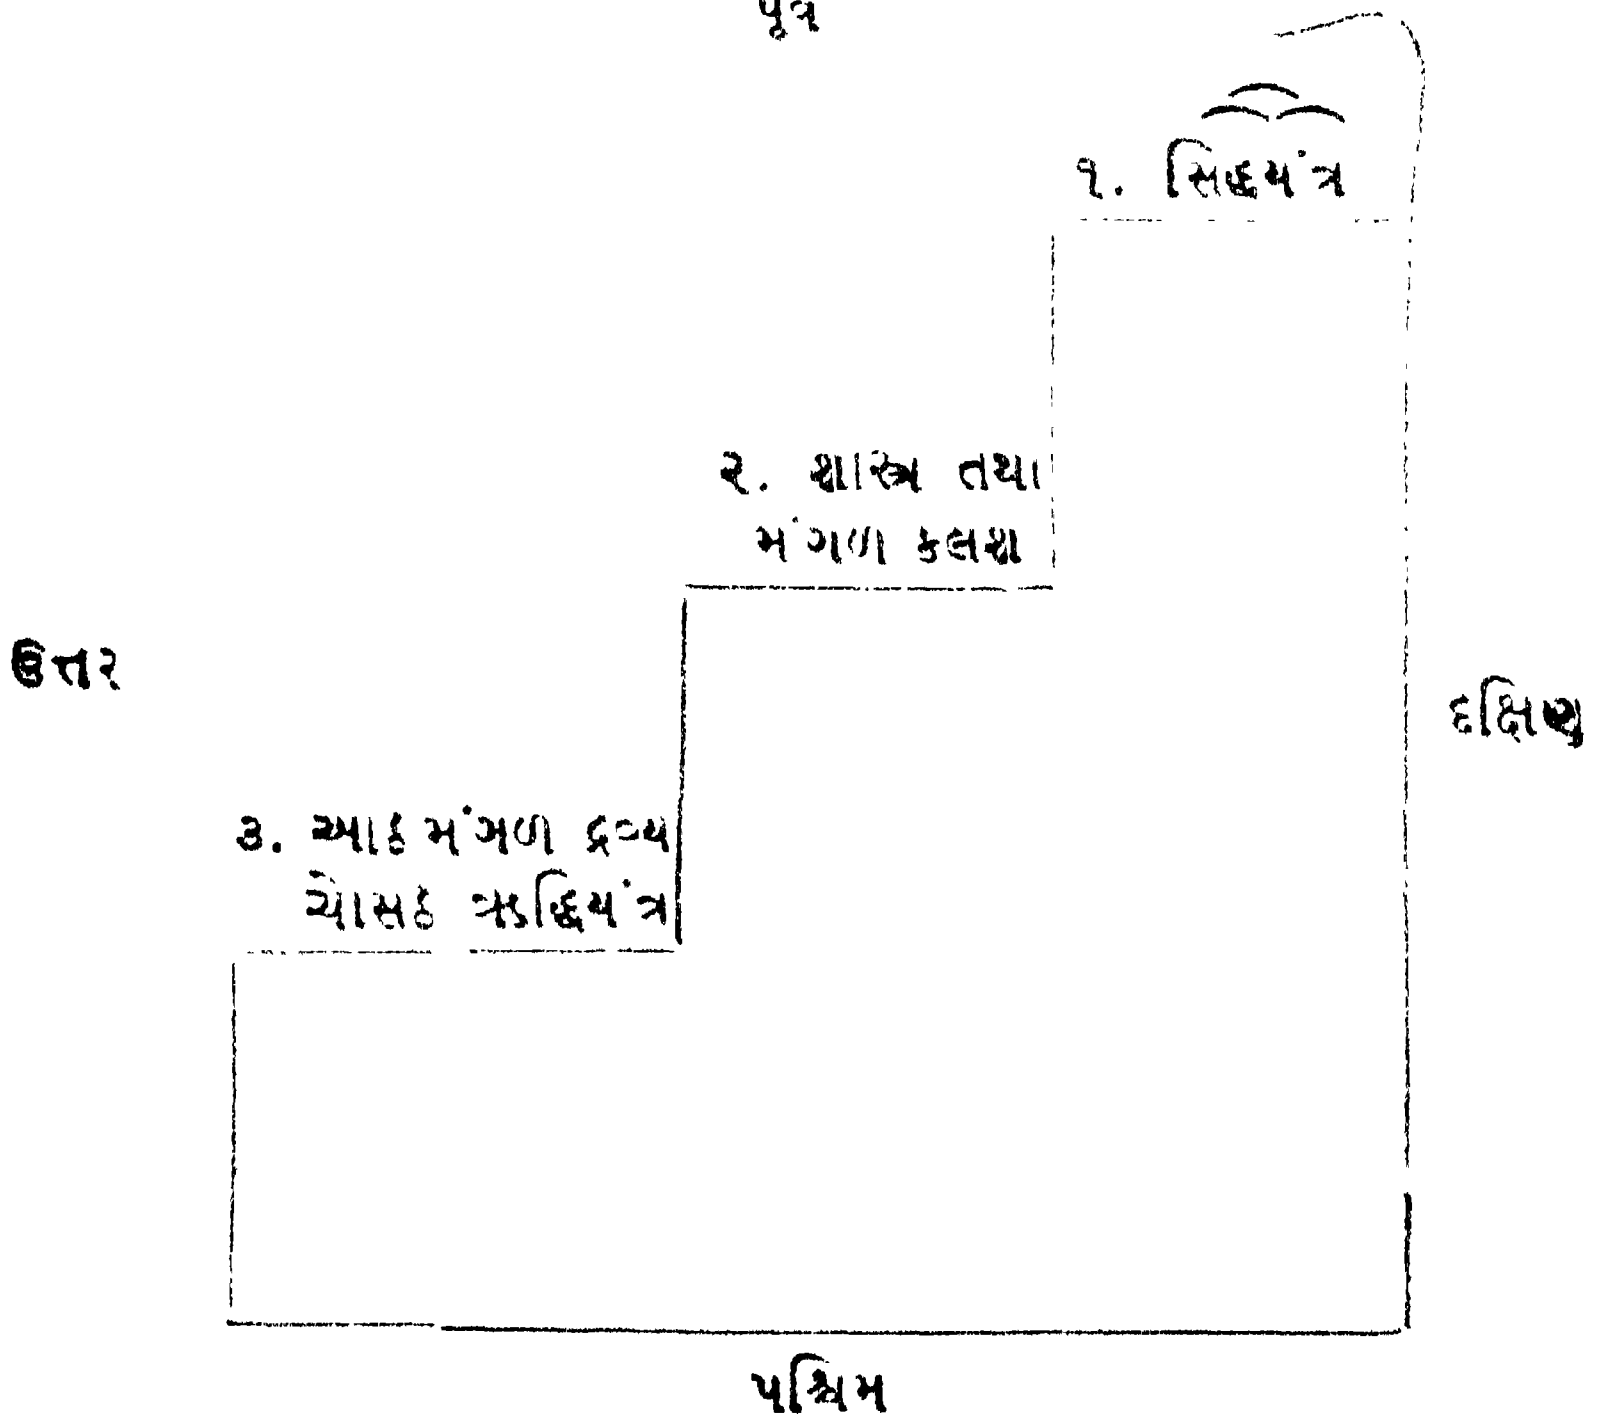 ૧. સિદ્ધયંત્ર
૨. શાસ્ત્ર તથા
મંગળ કલશ
ઉત્તર
દક્ષિણ
૩. આઠ મંગળ દ્રવ્ય
ચોસઠ ઋદ્ધિયંત્ર
પશ્ચિમ